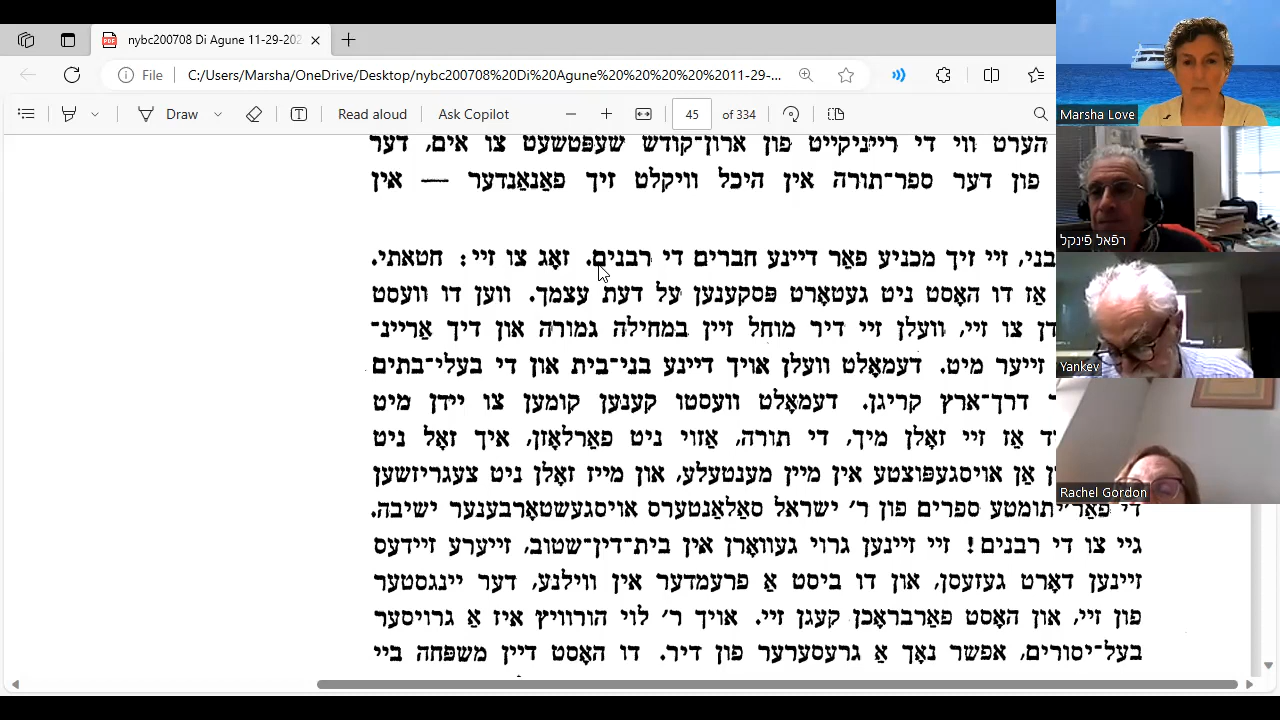 nybc200708 Di Agune 11-29-202
File C:/Users/Marsha/OneDrive/Desktop/nybc200708%20Di%20Agune%20%20%20%20%2011-29-...
Draw Read aloud Ask Copilot 45 of 334
הערט ווי די רייניקייט פון ארון־קודש שעפּטשעט צו אים, דער
פון דער ספר־תורה אין היכל וויקלט זיך פאַנאַנדער — אין
בני, זיי זיך מכניע פאַר דיינע חברים די רבנים. זאָג צו זיי: חטאתי.
אַז דו האָסט ניט געטאָרט פּסקענען על דעת עצמך. ווען דו וועסט
צו זיי, וועלן זיי דיר מוחל זיין במחילה גמורה און דיך אַריינ־
זייער מיט. דעמאָלט וועלן אויך דיינע בני־בית און די בעלי־בתים
דרך־ארץ קריגן. דעמאָלט וועסטו קענען קומען צו יידן מיט
אַז זיי זאָלן מיך, די תורה, אַזוי ניט פאַרלאָזן, איך זאָל ניט
אַן אויסגעפּוצטע אין מיין מענטעלע, און מייז זאָלן ניט צעגריזשען
די פאַר׳יתומטע ספרים פון ר׳ ישראל סאַלאַנטערס אויסגעשטאָרבענער ישיבה.
גיי צו די רבנים! זיי זיינען גרוי געוואָרן אין בית־דין־שטוב, זייערע זיידעס
זיינען דאָרט געזעסן, און דו ביסט אַ פרעמדער אין ווילנע, דער יינגסטער
פון זיי, און האָסט פאַרבראָכן קעגן זיי. אויך ר׳ לוי הורוויץ איז אַ גרויסער
בעל־יסורים, אפשר נאָך אַ גרעסערער פון דיר. דו האָסט דיין משפּחה ביי
Marsha Love
רפֿאל פֿינקל
Yankev
Rachel Gordon